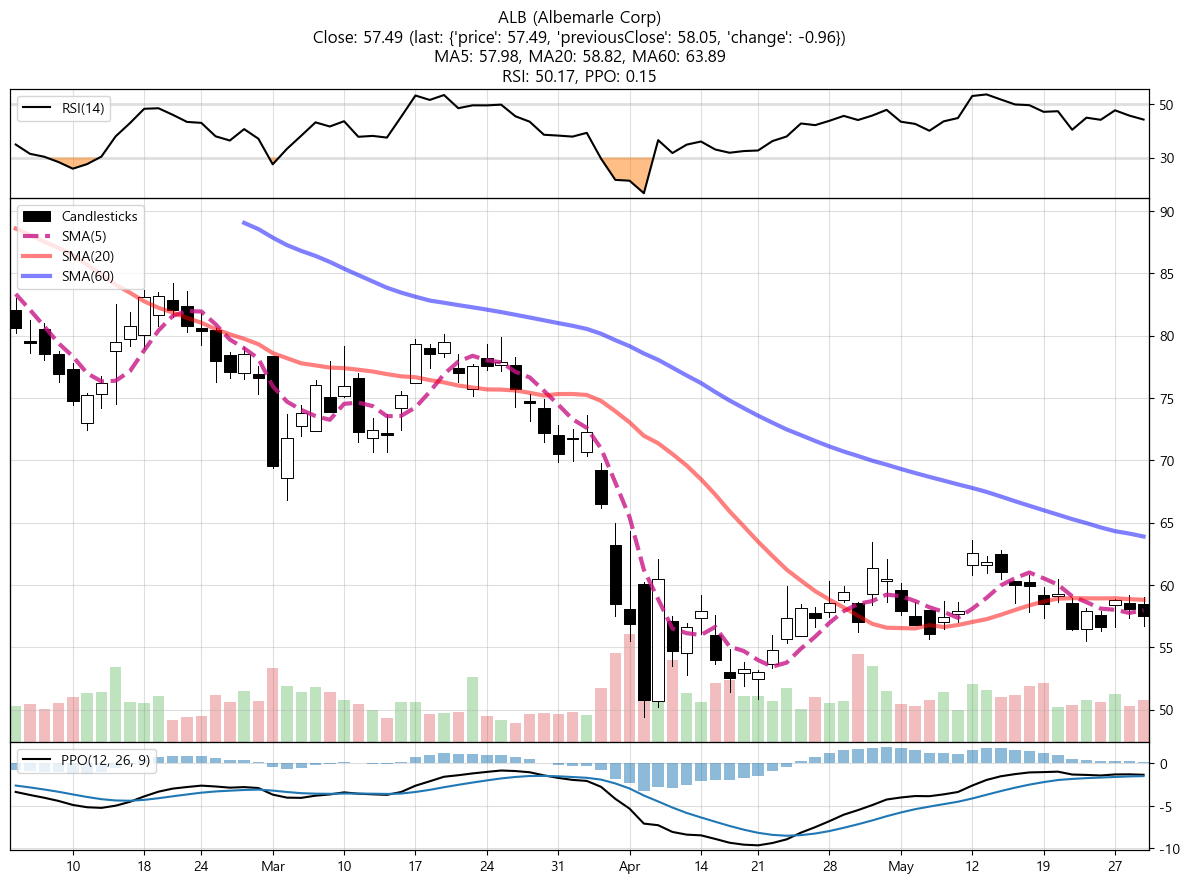 ALB (Albemarle Corp)
Close: 57.49 (last: {'price': 57.49, 'previousClose': 58.05, 'change': -0.96})
MA5: 57.98, MA20: 58.82, MA60: 63.89
RSI: 50.17, PPO: 0.15
RSI(14)
50
30
Candlesticks
SMA(5)
SMA(20)
SMA(60)
90
85
80
75
70
65
60
55
50
PPO(12, 26, 9)
0
-5
-10
10 18 24 Mar 10 17 24 31 Apr 14 21 28 May 12 19 27